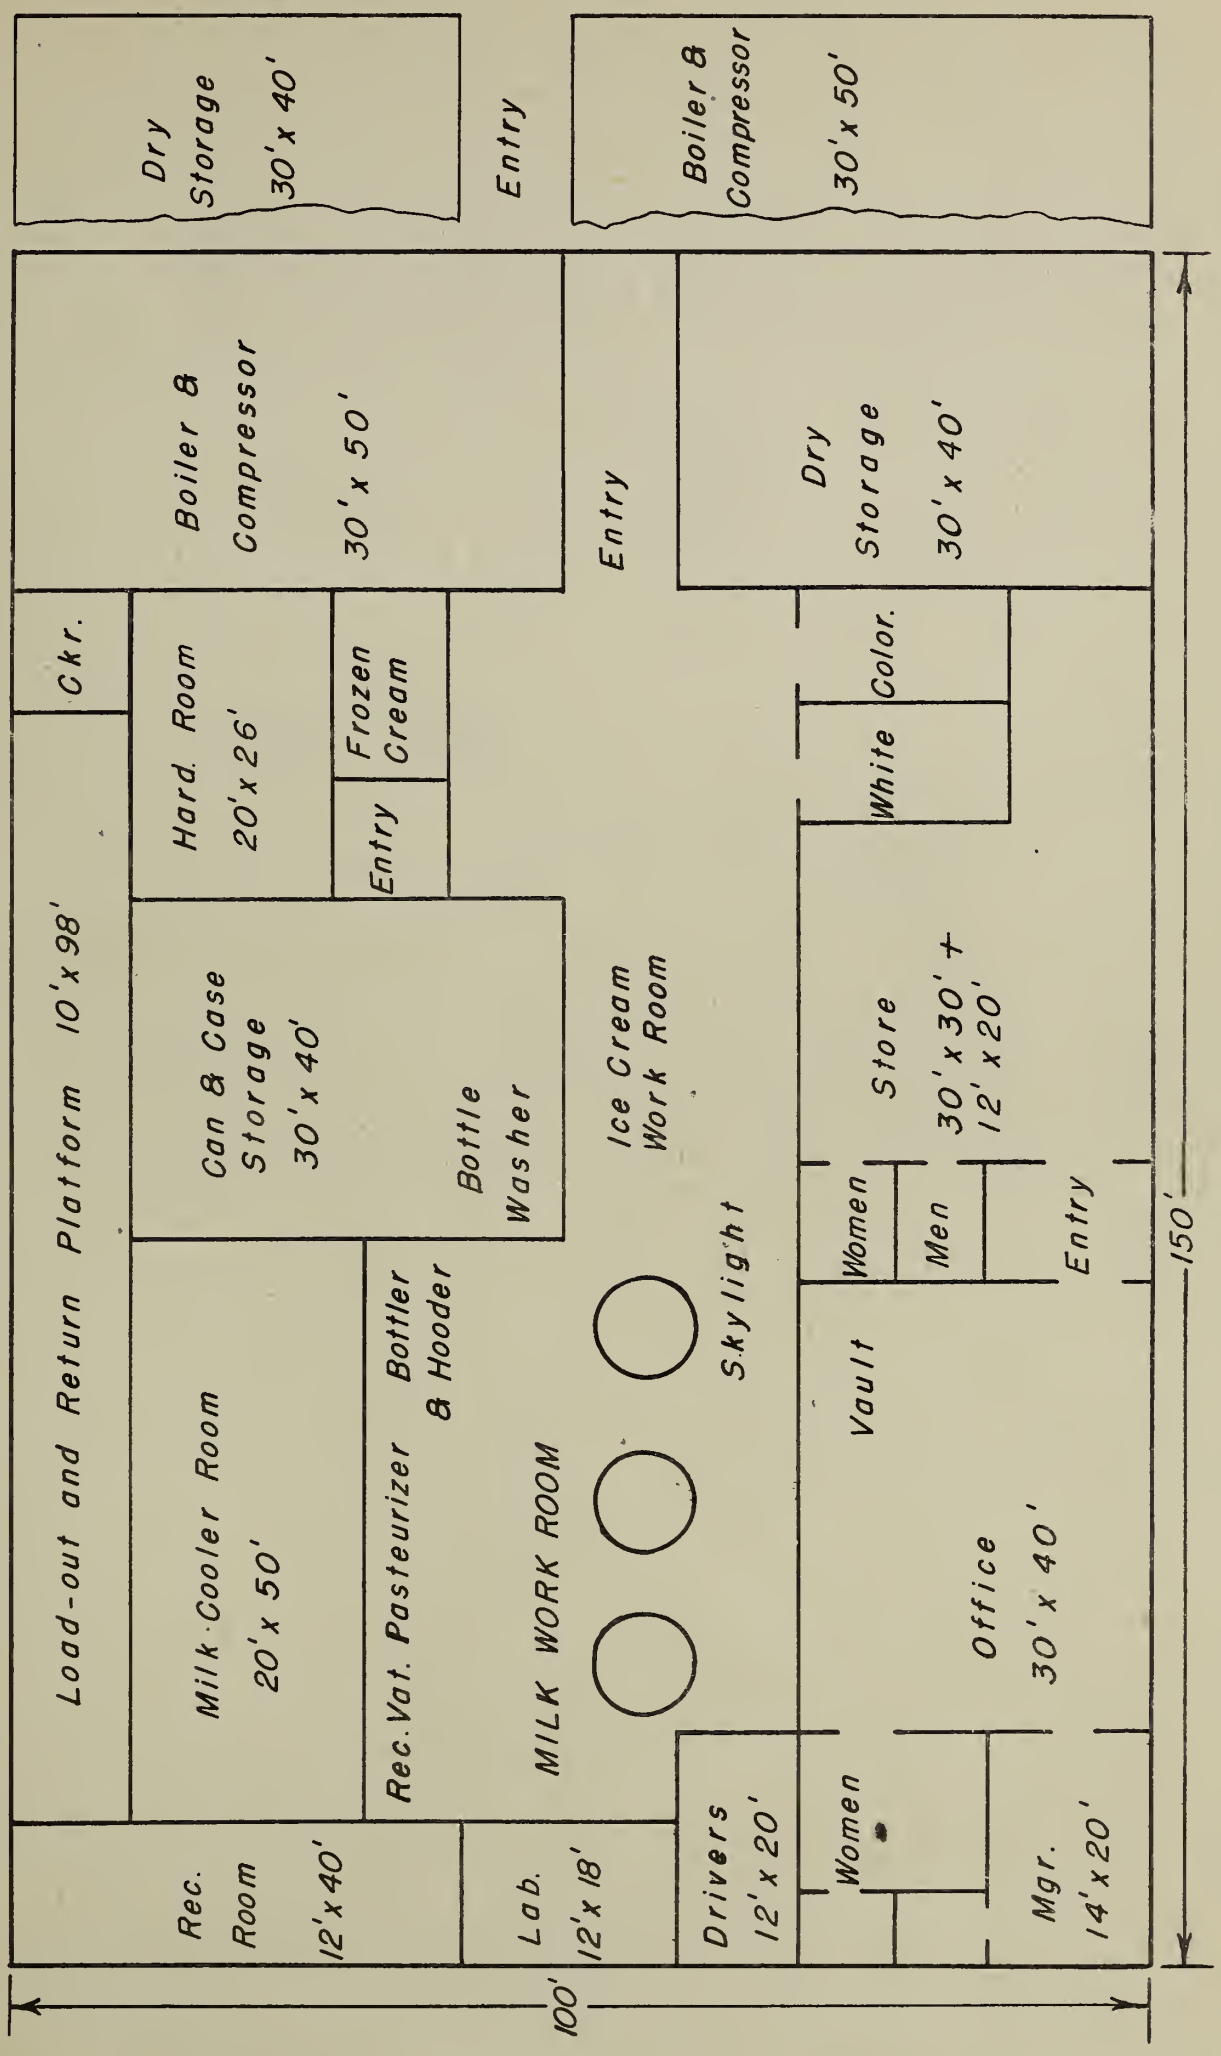 Load-out and Return Platform 10' x 98'
Ckr.
Rec.
Room
12' x 40'
Milk Cooler Room
20' x 50'
Can & Case
Storage
30' x 40'
Hard. Room
20' x 26'
Boiler &
Compressor
30' x 50'
Dry
Storage
30' x 40'
Entry
Frozen
Cream
Rec. Vat. Pasteurizer
Bottler
& Hooder
Bottle
Washer
Lab.
12' x 18'
MILK WORK ROOM
Ice Cream
Work Room
Entry
Entry
Drivers
12' x 20'
Skylight
Boiler &
Compressor
30' x 50'
Women
Vault
Women
Men
Store
30' x 30' +
12' x 20'
White
Color.
Dry
Storage
30' x 40'
Office
30' x 40'
Mgr.
14' x 20'
Entry
100'
150'